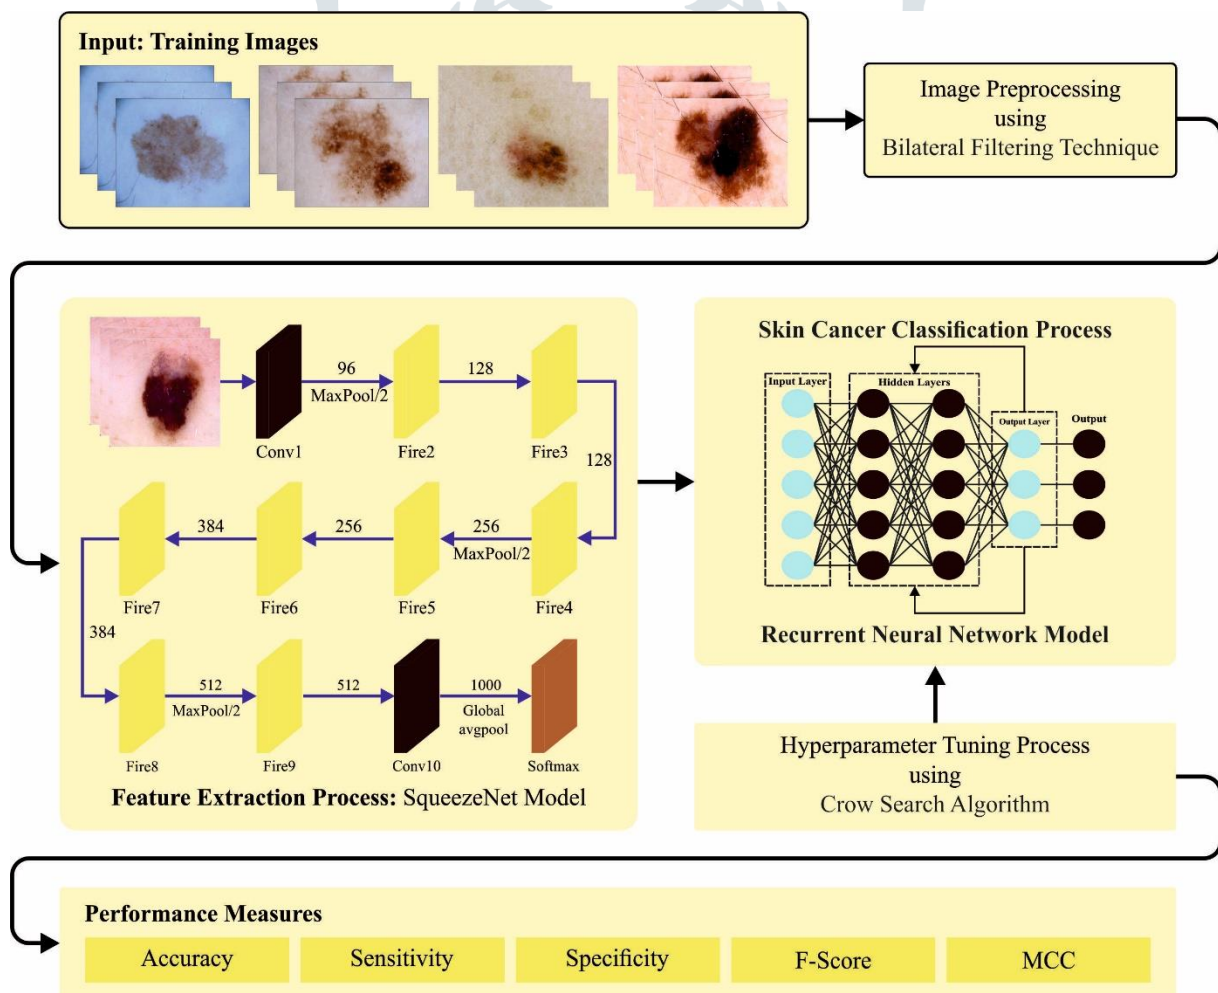 Input: Training Images
Image Preprocessing
using
Bilateral Filtering Technique
96
MaxPool/2
128
Conv1
Fire2
Fire3
128
384
256
256
MaxPool/2
Fire7
Fire6
Fire5
Fire4
384
512
MaxPool/2
512
1000
Global
avgpool
Fire8
Fire9
Conv10
Softmax
Feature Extraction Process: SqueezeNet Model
Skin Cancer Classification Process
Input Layer
Hidden Layers
Output Layer
Output
Recurrent Neural Network Model
Hyperparameter Tuning Process
using
Crow Search Algorithm
Performance Measures
Accuracy
Sensitivity
Specificity
F-Score
MCC